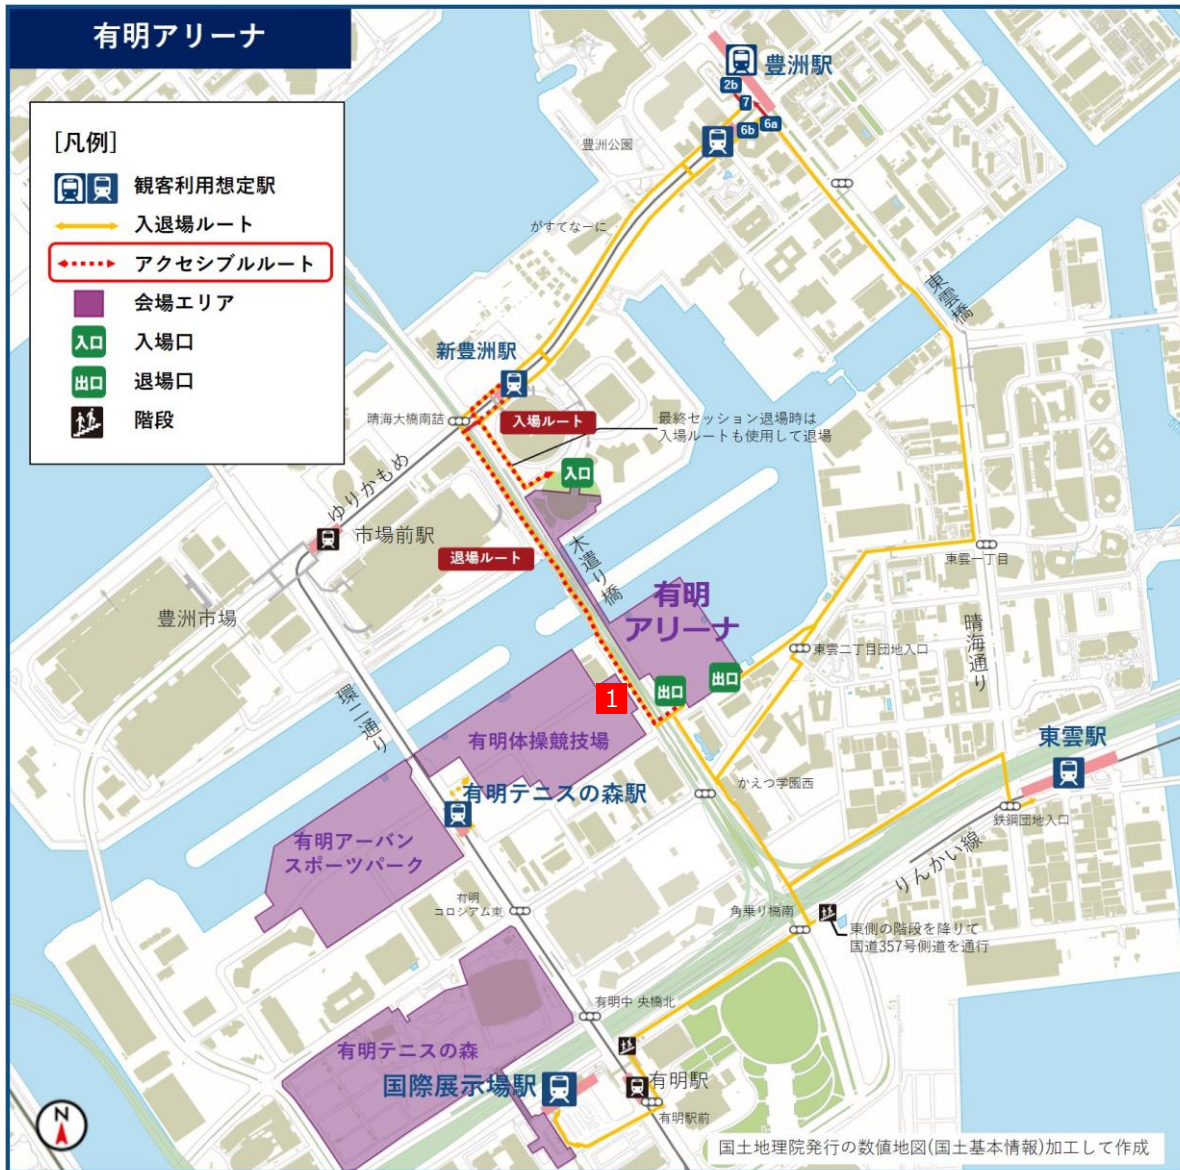 有明アリーナ
[凡例]
観客利用想定駅
入退場ルート
アクセシブルルート
会場エリア
入口
入場口
出口
退場口
階段
豊洲駅
2b
7
6b
6a
豊洲公園
がすてなーに
東雲橋
新豊洲駅
晴海大橋南詰
入場ルート
最終セッション退場時は
入場ルートも使用して退場
入口
ゆりかもめ
市場前駅
退場ルート
木遣り橋
豊洲市場
有明
アリーナ
東雲一丁目
東雲二丁目団地入口
晴海通り
出口
出口
1
環二通り
有明体操競技場
かえつ学園西
東雲駅
有明テニスの森駅
鉄鋼団地入口
りんかい線
有明アーバン
スポーツパーク
有明
コロシアム東
角乗り橋南
東側の階段を降りて
国道357号側道を通行
有明中央橋北
有明テニスの森
国際展示場駅
有明駅
有明駅前
N
国土地理院発行の数値地図(国土基本情報)加工して作成